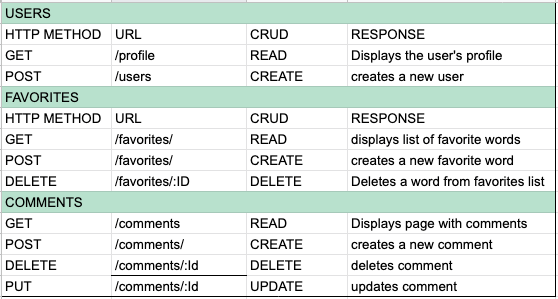 USERS
HTTP METHOD URL CRUD RESPONSE
GET /profile READ Displays the user's profile
POST /users CREATE creates a new user
FAVORITES
HTTP METHOD URL CRUD RESPONSE
GET /favorites/ READ displays list of favorite words
POST /favorites/ CREATE creates a new favorite word
DELETE /favorites/:ID DELETE Deletes a word from favorites list
COMMENTS
GET /comments READ Displays page with comments
POST /comments/ CREATE creates a new comment
DELETE /comments/:Id DELETE deletes comment
PUT /comments/:Id UPDATE updates comment